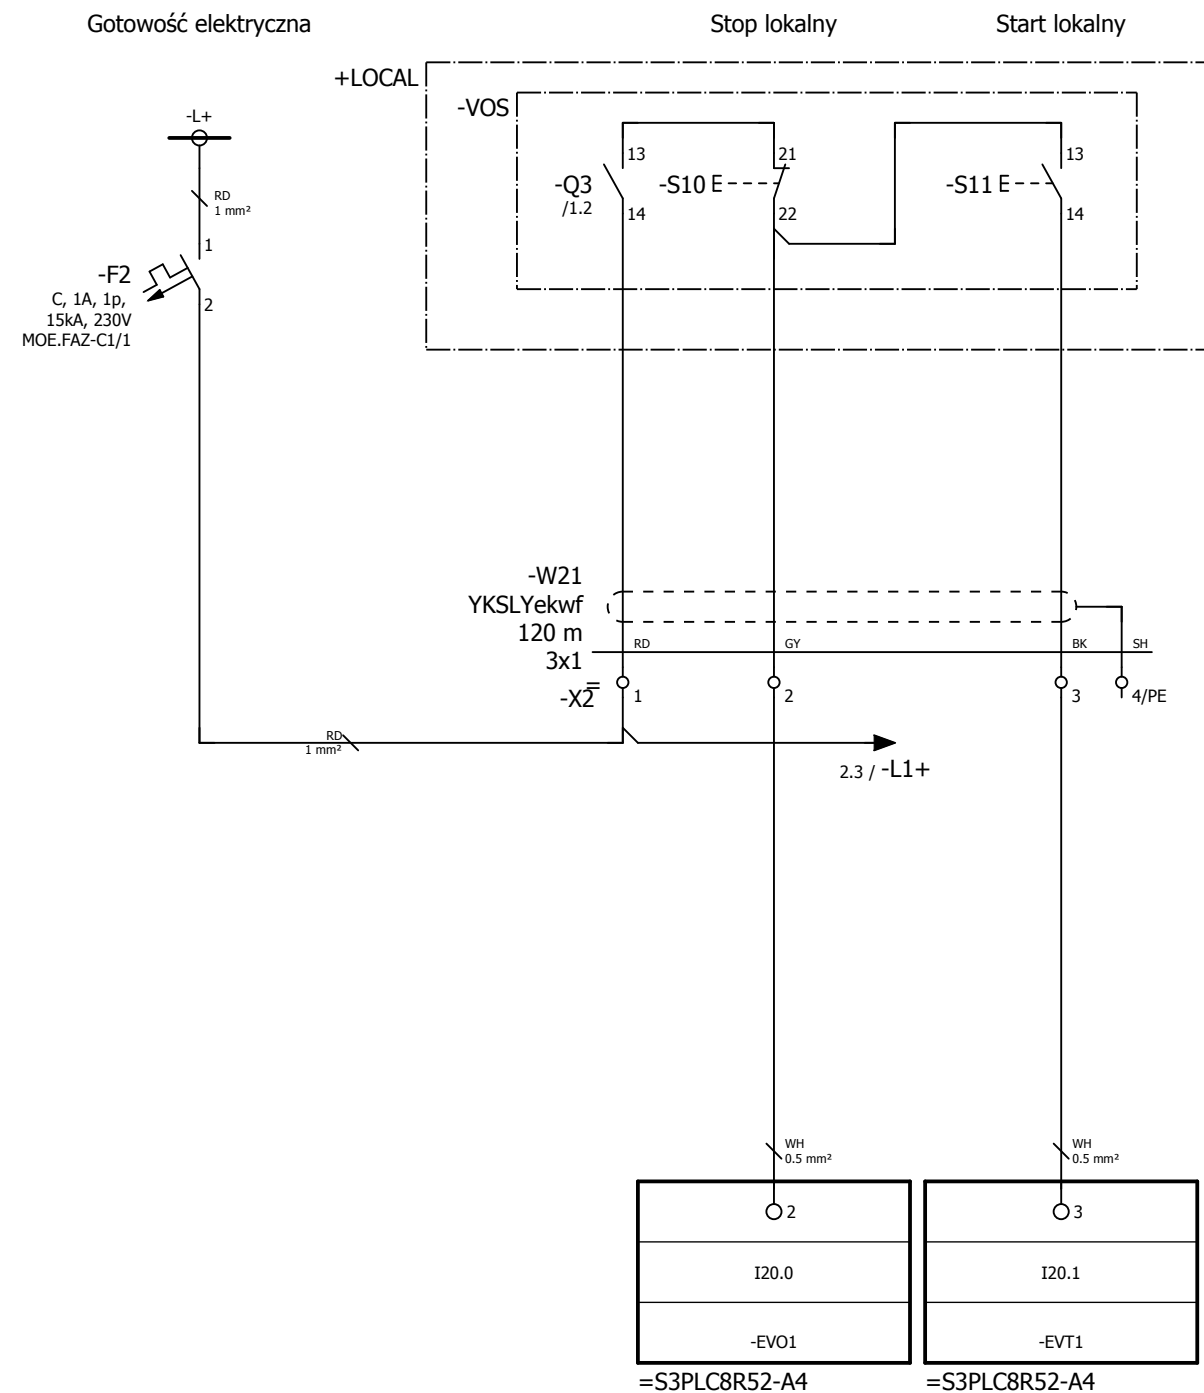 Gotowość elektryczna
Stop lokalny
Start lokalny
+LOCAL
-VOS
-L+
RD
1 mm²
1
-F2
C, 1A, 1p,
15kA, 230V
MOE.FAZ-C1/1
2
13
-Q3
/1.2
14
21
-S10 E
22
13
-S11 E
14
-W21
YKSLYekwf
120 m
3x1
RD
GY
BK
SH
-X2
=
1
2
3
4/PE
RD
1 mm²
2.3 / -L1+
WH
0.5 mm²
WH
0.5 mm²
2
3
I20.0
I20.1
-EVO1
-EVT1
=S3PLC8R52-A4
=S3PLC8R52-A4